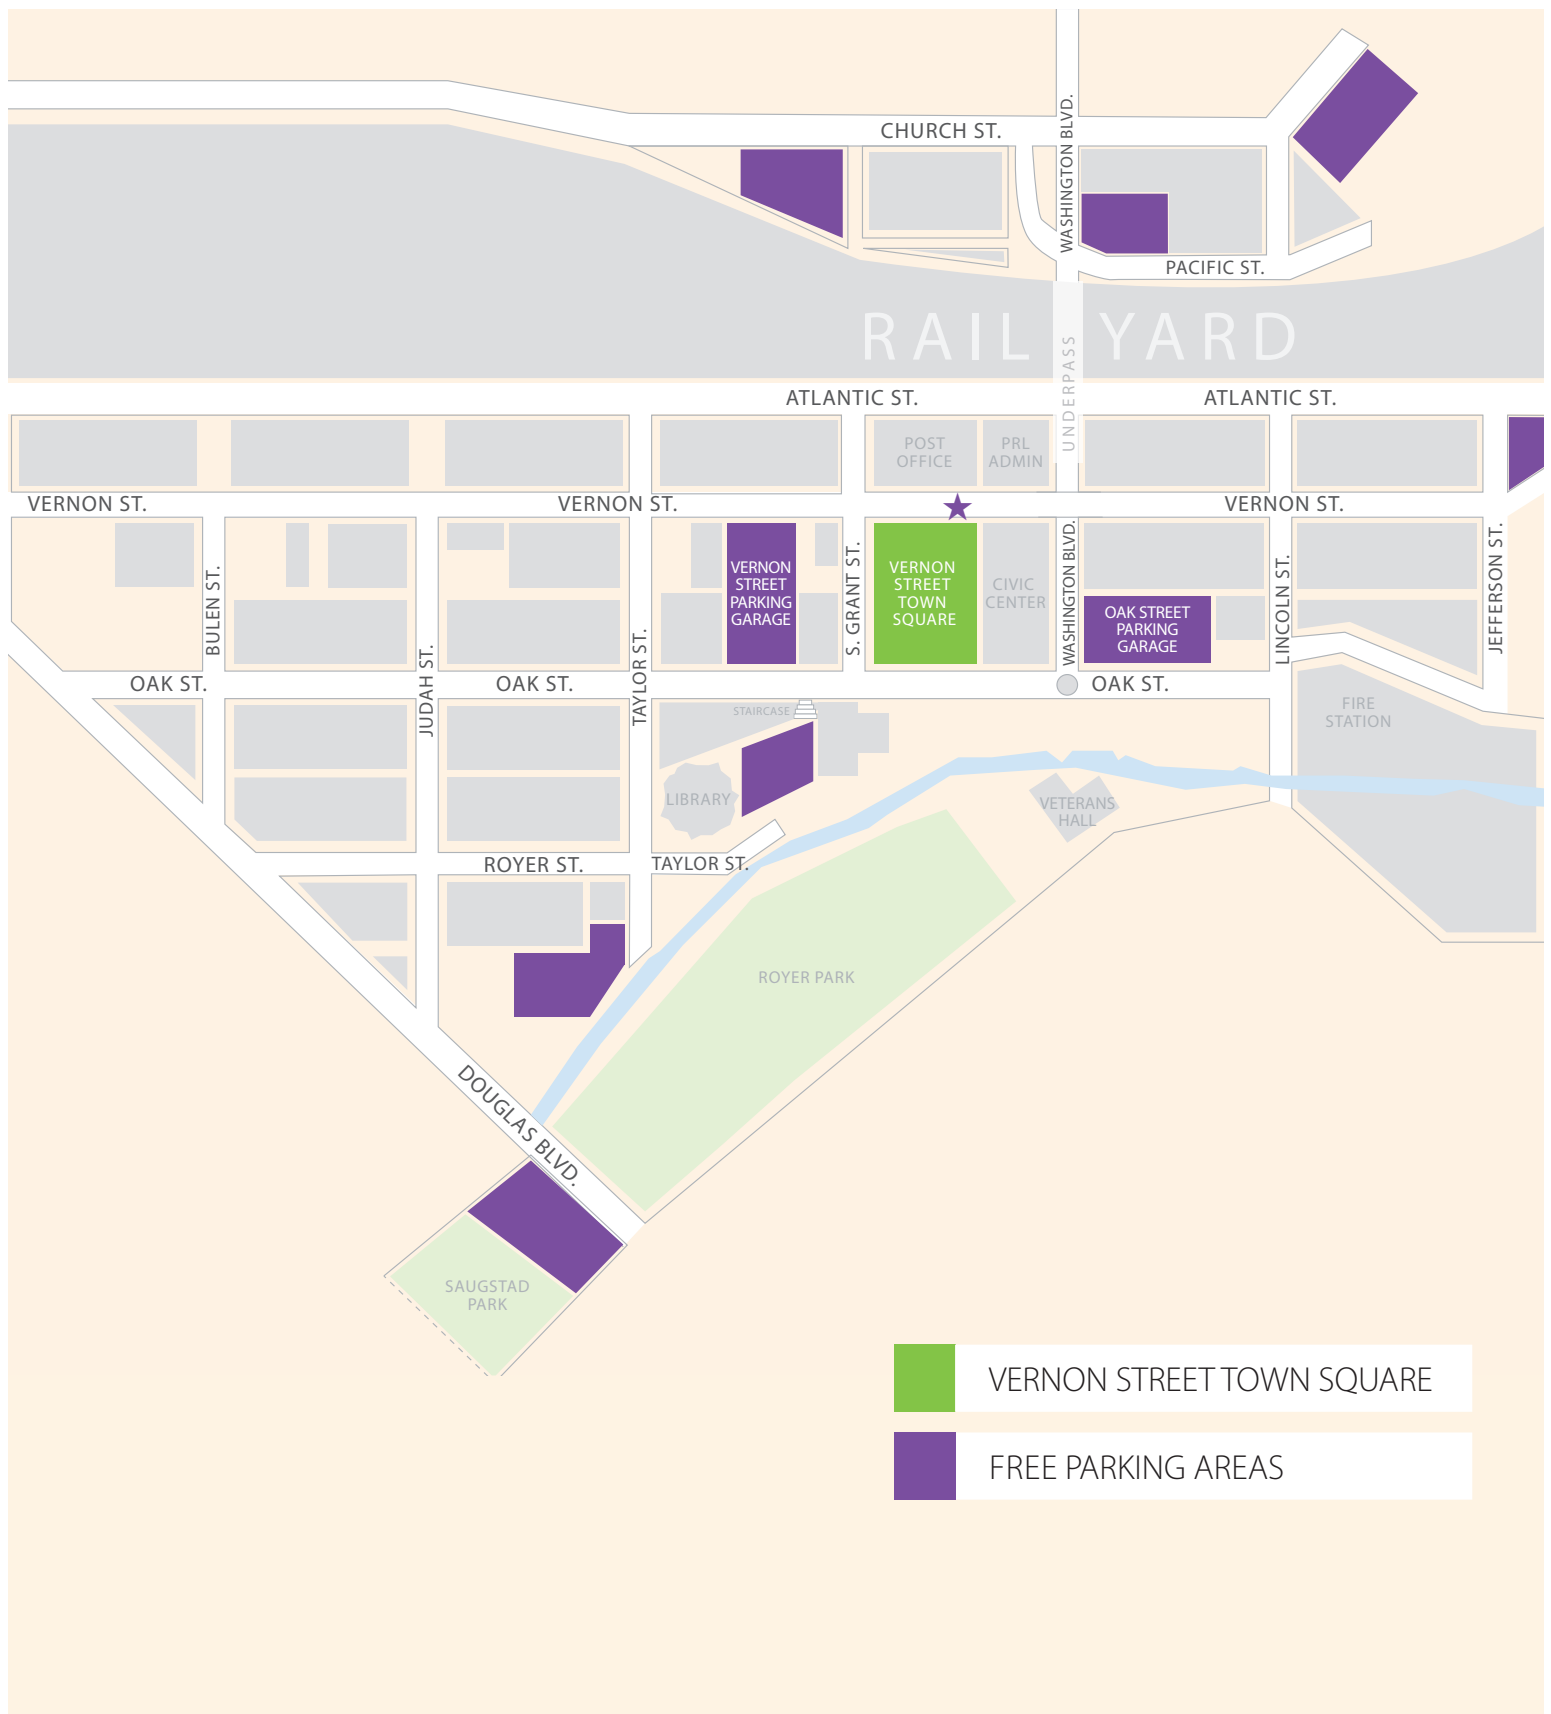 CHURCH ST.
WASHINGTON BLVD.
PACIFIC ST.
RAIL YARD
UNDERPASS
ATLANTIC ST.
ATLANTIC ST.
POST
OFFICE
PRL
ADMIN
VERNON ST.
VERNON ST.
VERNON ST.
BULEN ST.
JUDAH ST.
TAYLOR ST.
VERNON
STREET
PARKING
GARAGE
S. GRANT ST.
VERNON
STREET
TOWN
SQUARE
CIVIC
CENTER
WASHINGTON BLVD.
OAK STREET
PARKING
GARAGE
LINCOLN ST.
JEFFERSON ST.
OAK ST.
OAK ST.
OAK ST.
STAIRCASE
FIRE
STATION
LIBRARY
VETERANS
HALL
ROYER ST.
TAYLOR ST.
ROYER PARK
DOUGLAS BLVD.
SAUGSTAD
PARK
VERNON STREET TOWN SQUARE
FREE PARKING AREAS